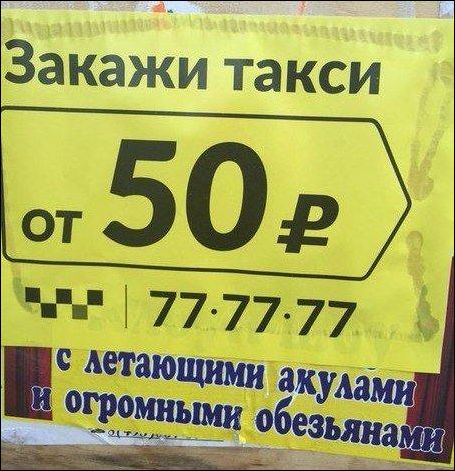 Закажи такси
от 50 ₽
77·77·77
с летающими акулами
и огромными обезьянами